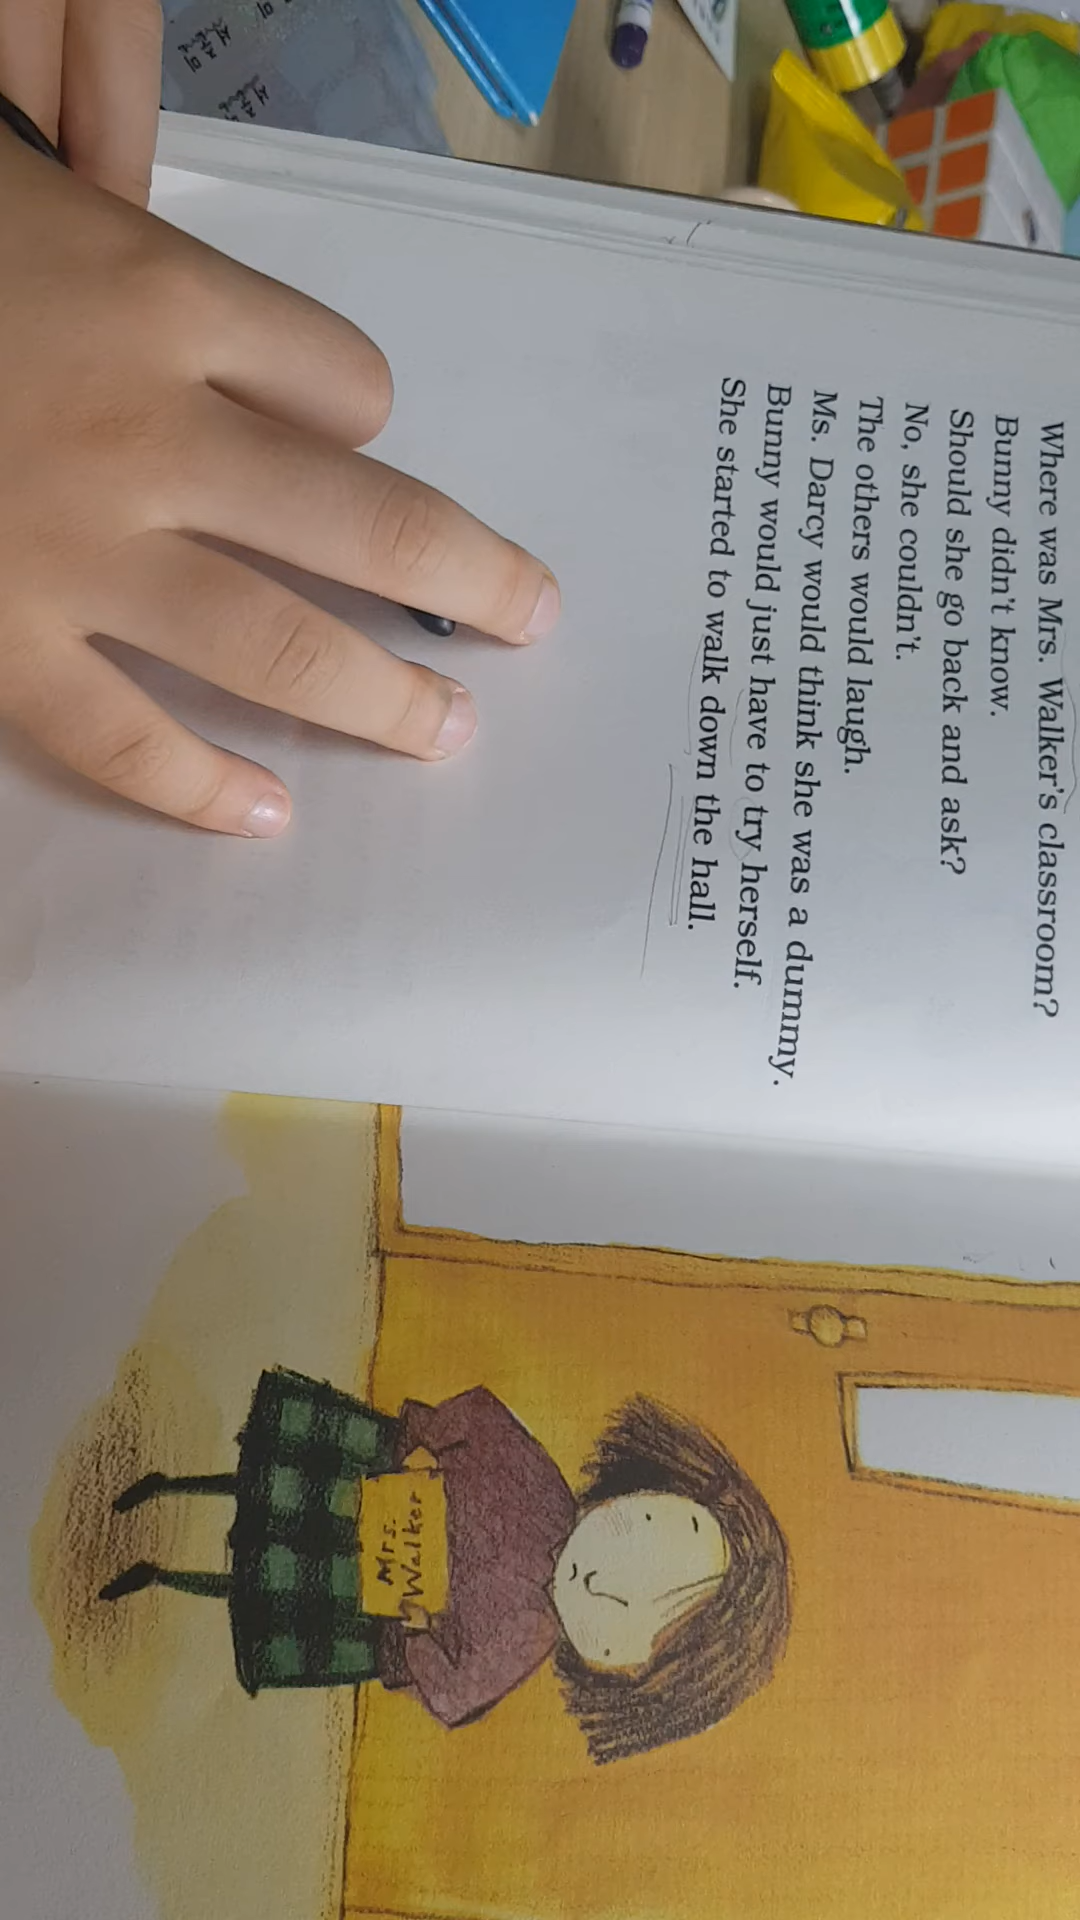 Where was Mrs. Walker's classroom?
Bunny didn't know.
Should she go back and ask?
No, she couldn't.
The others would laugh.
Ms. Darcy would think she was a dummy.
Bunny would just have to try herself.
She started to walk down the hall.
Mrs.
Walker